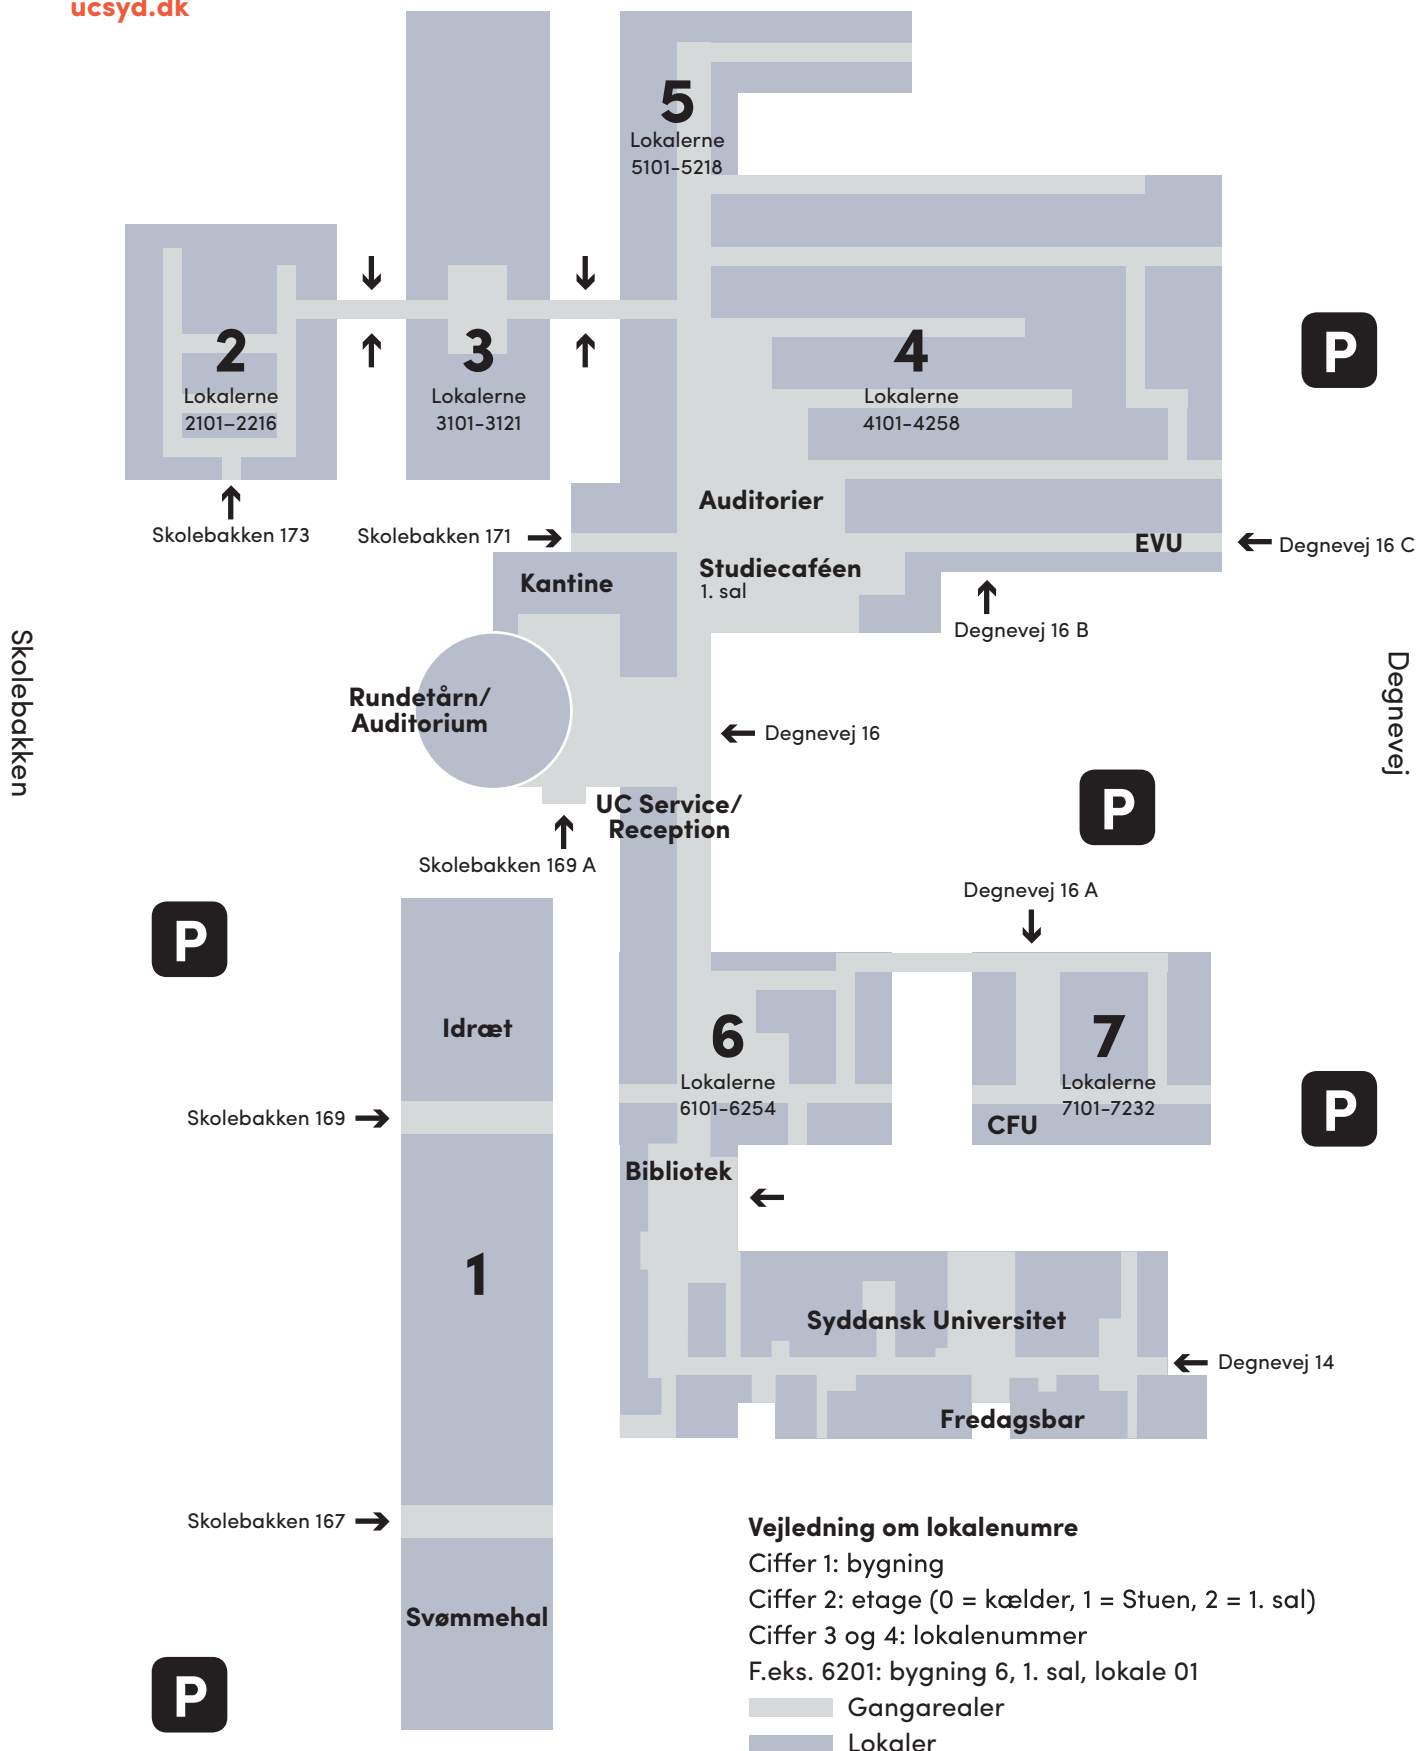 ucsyd.dk
5
Lokalerne
5101-5218
2
Lokalerne
2101–2216
3
Lokalerne
3101-3121
4
Lokalerne
4101-4258
P
Auditorier
Skolebakken 173
Skolebakken 171
EVU
Degnevej 16 C
Studiecaféen
1. sal
Kantine
Degnevej 16 B
Skolebakken
Degnevej
Rundetårn/
Auditorium
Degnevej 16
P
UC Service/
Reception
Skolebakken 169 A
Degnevej 16 A
P
Idræt
6
Lokalerne
6101-6254
7
Lokalerne
7101-7232
CFU
P
Skolebakken 169
Bibliotek
1
Syddansk Universitet
Degnevej 14
Fredagsbar
Skolebakken 167
Svømmehal
P
Vejledning om lokalenumre
Ciffer 1: bygning
Ciffer 2: etage (0 = kælder, 1 = Stuen, 2 = 1. sal)
Ciffer 3 og 4: lokalenummer
F.eks. 6201: bygning 6, 1. sal, lokale 01
Gangarealer
Lokaler